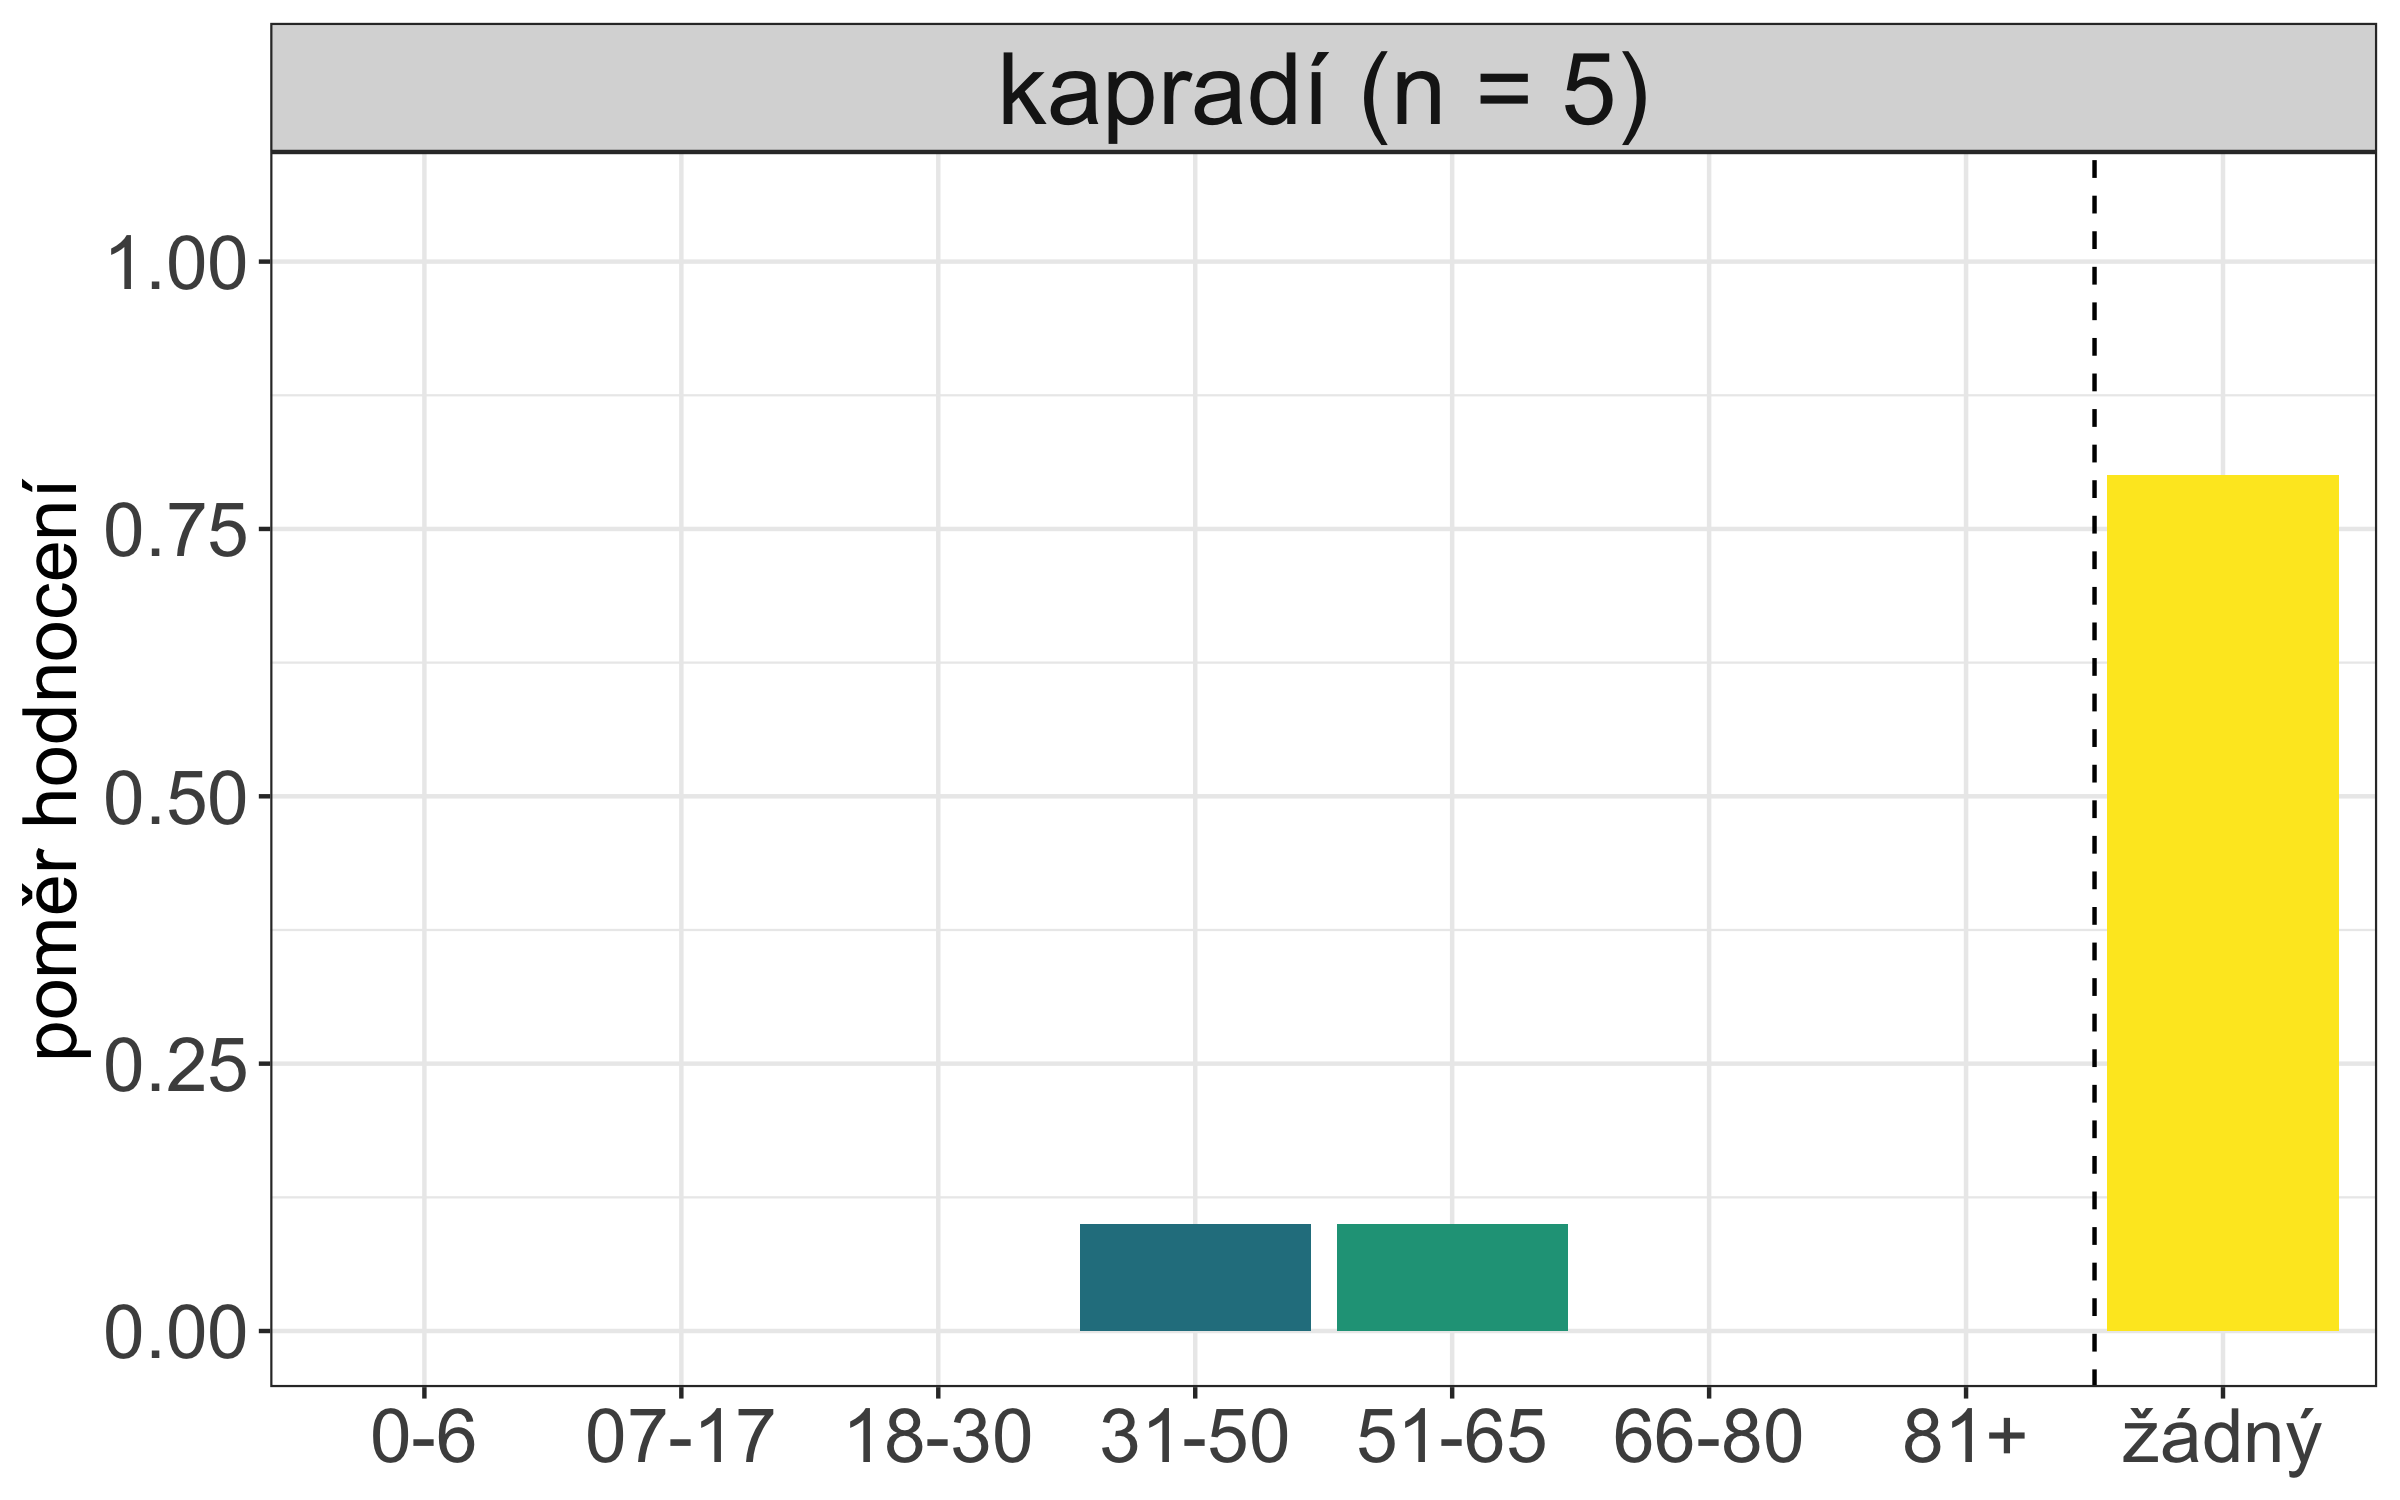 kapradí (n = 5)
poměr hodnocení
1.00
0.75
0.50
0.25
0.00
0-6 07-17 18-30 31-50 51-65 66-80 81+ žádný